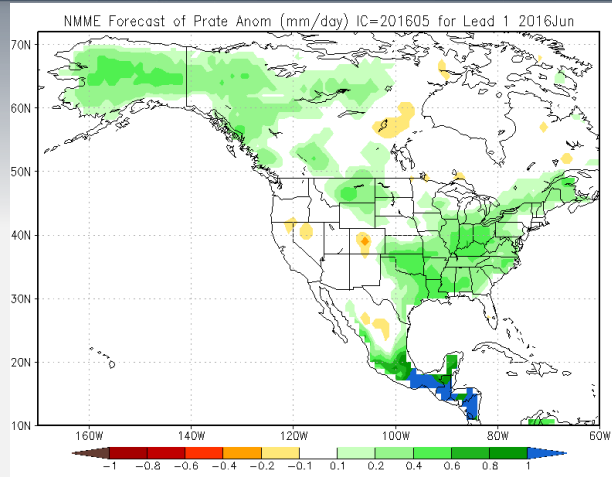 NMME Forecast of Prate Anom (mm/day) IC=201605 for Lead 1 2016Jun
70N
60N
50N
40N
30N
20N
10N
160W 140W 120W 100W 80W 60W
−1 −0.8 −0.6 −0.4 −0.2 −0.1 0.1 0.2 0.4 0.6 0.8 1